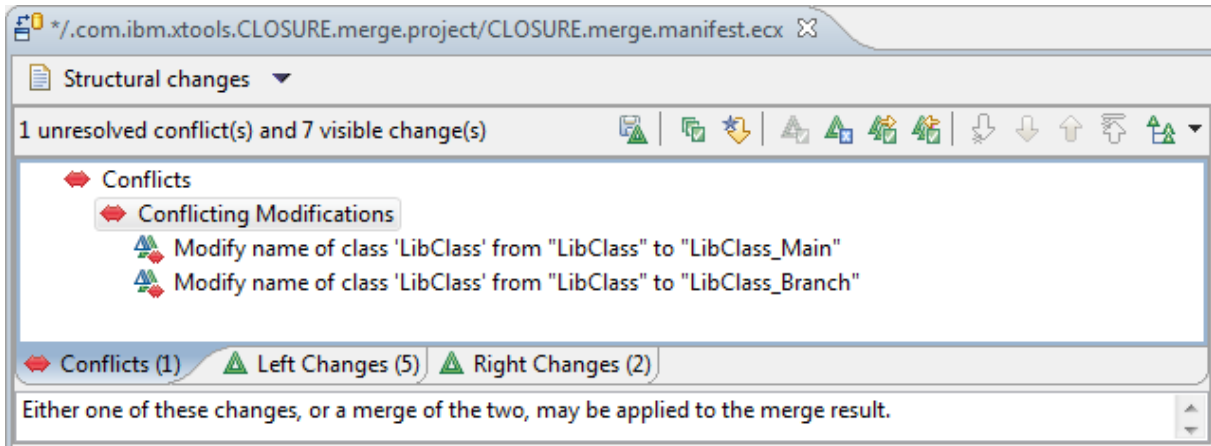 */.com.ibm.xtools.CLOSURE.merge.project/CLOSURE.merge.manifest.ecx
Structural changes
1 unresolved conflict(s) and 7 visible change(s)
Conflicts
Conflicting Modifications
Modify name of class 'LibClass' from "LibClass" to "LibClass_Main"
Modify name of class 'LibClass' from "LibClass" to "LibClass_Branch"
Conflicts (1) Left Changes (5) Right Changes (2)
Either one of these changes, or a merge of the two, may be applied to the merge result.